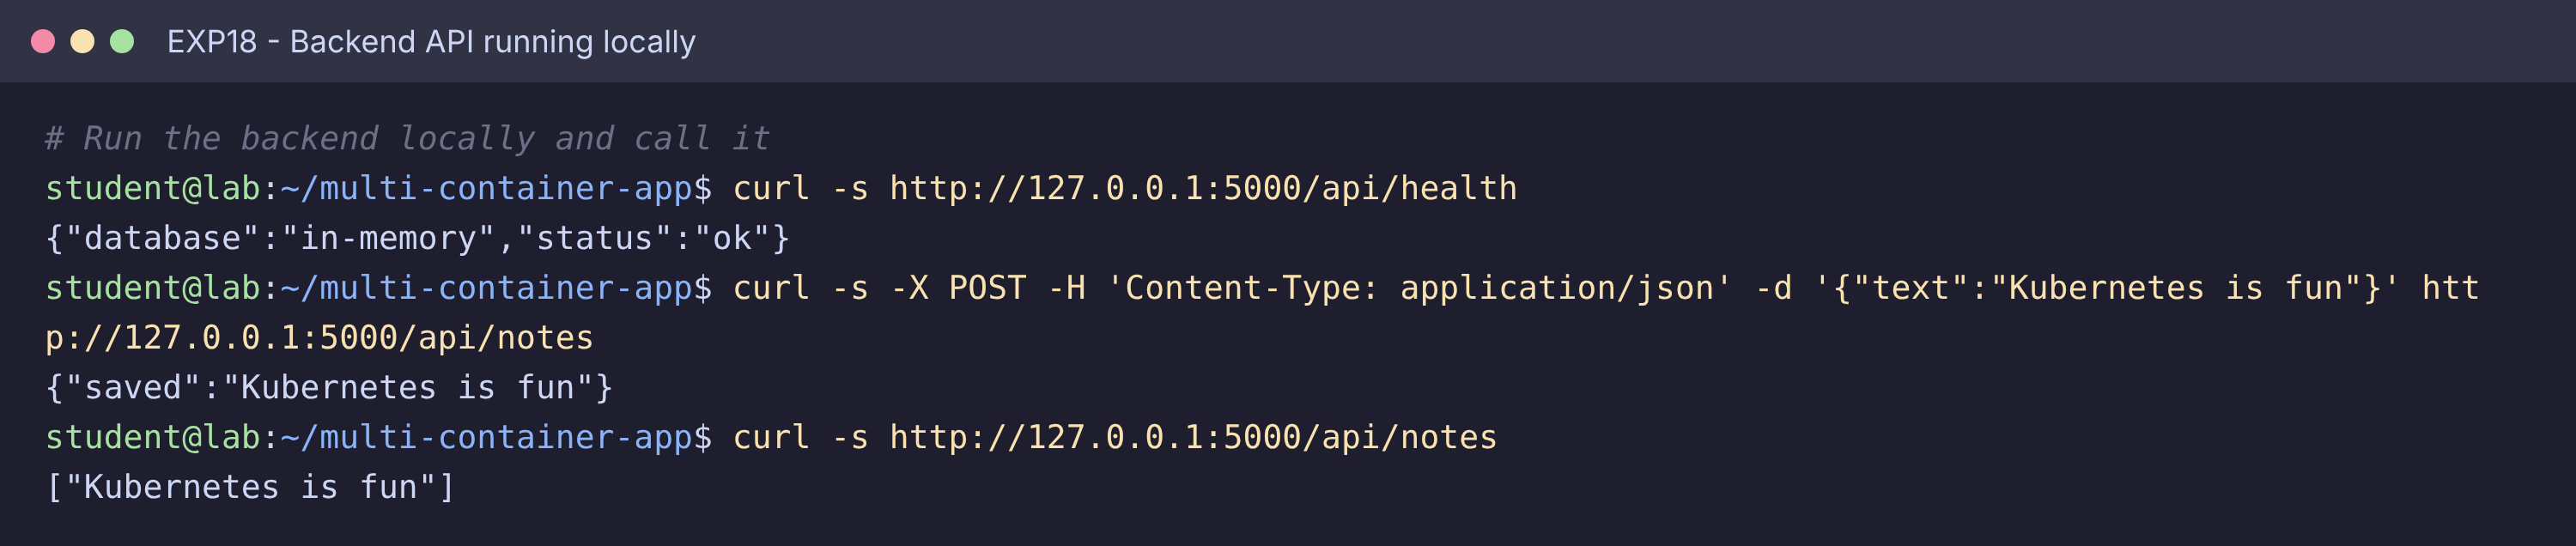 EXP18 - Backend API running locally
# Run the backend locally and call it
student@lab:~/multi-container-app$ curl -s http://127.0.0.1:5000/api/health
{"database":"in-memory","status":"ok"}
student@lab:~/multi-container-app$ curl -s -X POST -H 'Content-Type: application/json' -d '{"text":"Kubernetes is fun"}' htt
p://127.0.0.1:5000/api/notes
{"saved":"Kubernetes is fun"}
student@lab:~/multi-container-app$ curl -s http://127.0.0.1:5000/api/notes
["Kubernetes is fun"]